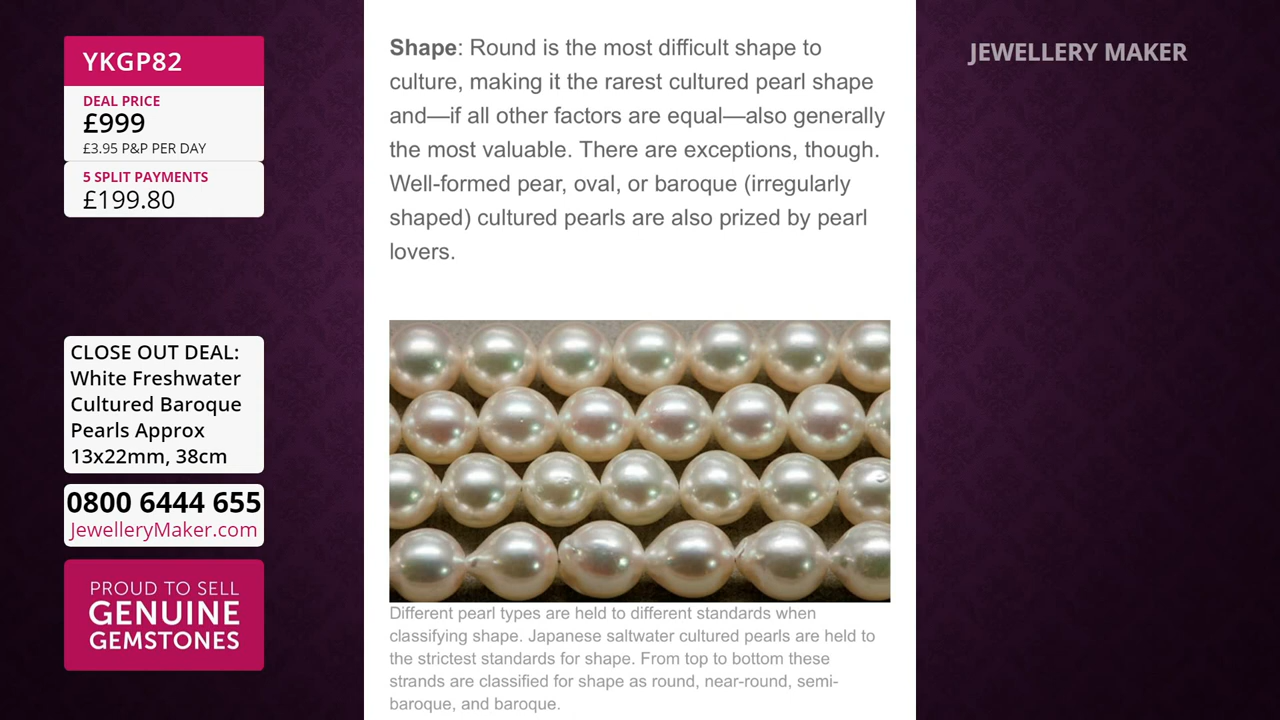 YKGP82
DEAL PRICE
£999
£3.95 P&P PER DAY
5 SPLIT PAYMENTS
£199.80
CLOSE OUT DEAL:
White Freshwater
Cultured Baroque
Pearls Approx
13x22mm, 38cm
0800 6444 655
JewelleryMaker.com
PROUD TO SELL
GENUINE
GEMSTONES
Shape: Round is the most difficult shape to
culture, making it the rarest cultured pearl shape
and—if all other factors are equal—also generally
the most valuable. There are exceptions, though.
Well-formed pear, oval, or baroque (irregularly
shaped) cultured pearls are also prized by pearl
lovers.
Different pearl types are held to different standards when
classifying shape. Japanese saltwater cultured pearls are held to
the strictest standards for shape. From top to bottom these
strands are classified for shape as round, near-round, semi-
baroque, and baroque.
JEWELLERY MAKER